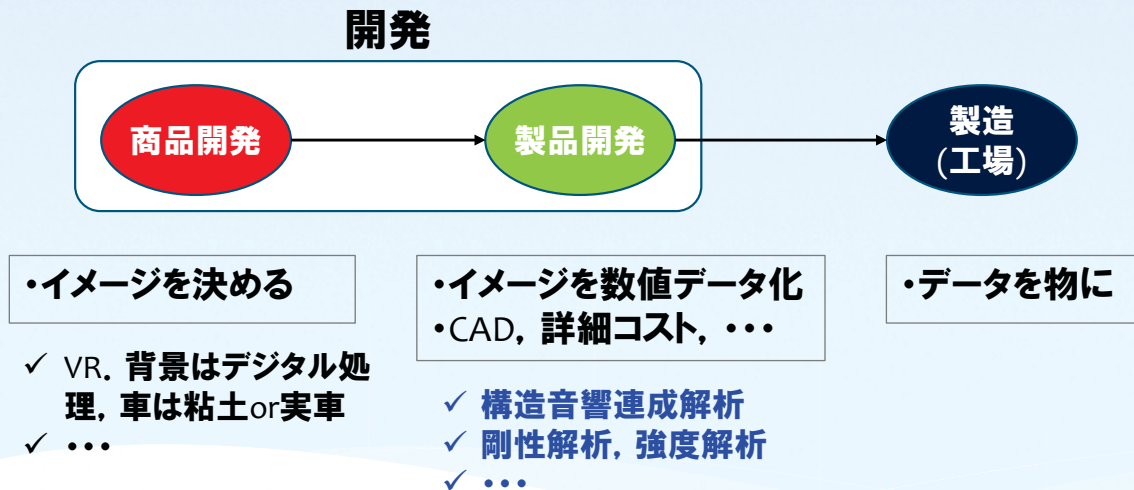 開発
商品開発
製品開発
製造
(工場)
・イメージを決める
✓ VR．背景はデジタル処
理，車は粘土or実車
✓ ・・・
・イメージを数値データ化
・CAD，詳細コスト，・・・
✓ 構造音響連成解析
✓ 剛性解析，強度解析
✓ ・・・
・データを物に